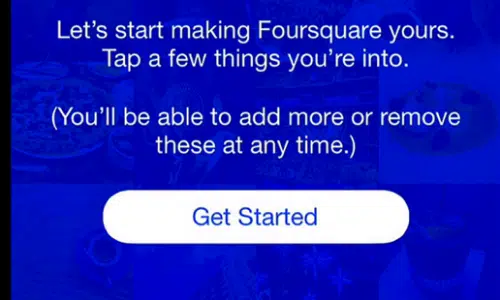 Let's start making Foursquare yours.
Tap a few things you're into.
(You'll be able to add more or remove
these at any time.)
Get Started